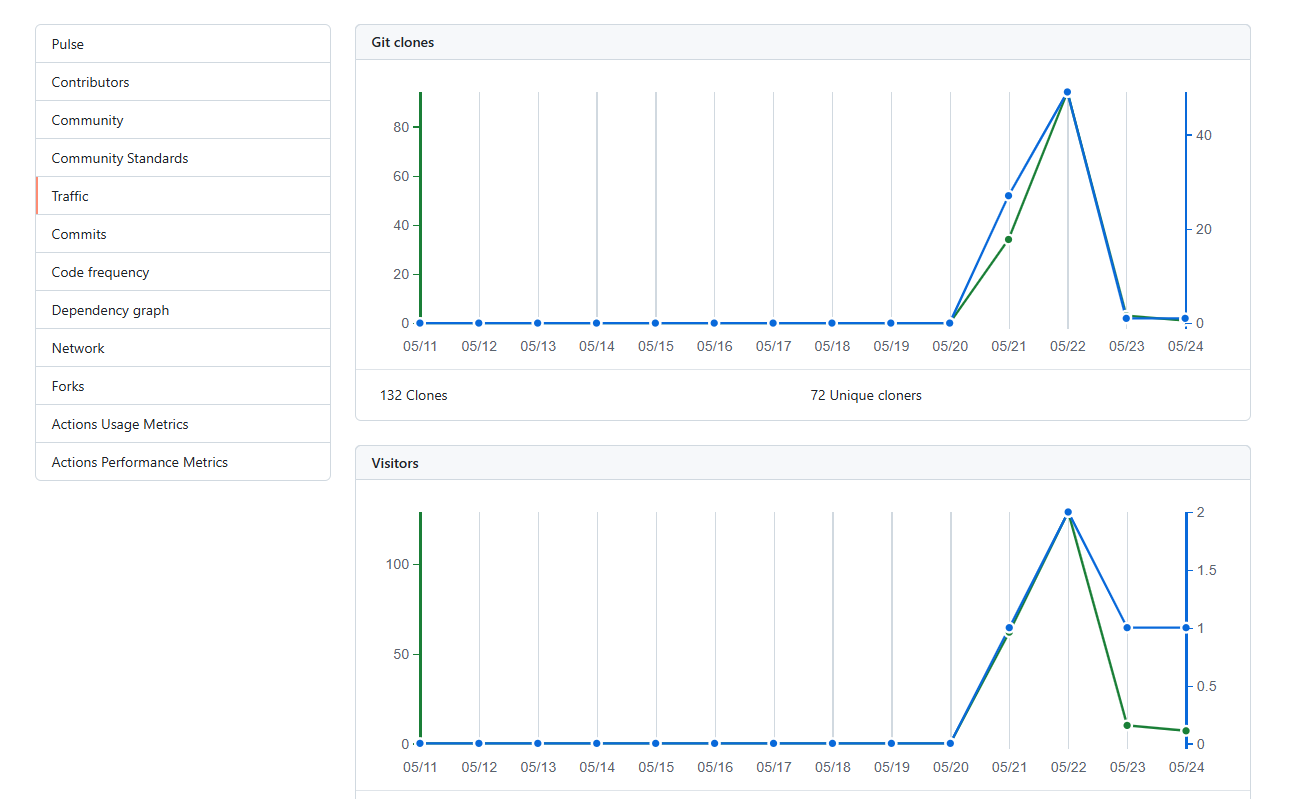 Pulse
Contributors
Community
Community Standards
Traffic
Commits
Code frequency
Dependency graph
Network
Forks
Actions Usage Metrics
Actions Performance Metrics
Git clones
80
60
40
20
0
40
20
0
05/11 05/12 05/13 05/14 05/15 05/16 05/17 05/18 05/19 05/20 05/21 05/22 05/23 05/24
132 Clones
72 Unique cloners
Visitors
100
50
0
2
1.5
1
0.5
0
05/11 05/12 05/13 05/14 05/15 05/16 05/17 05/18 05/19 05/20 05/21 05/22 05/23 05/24